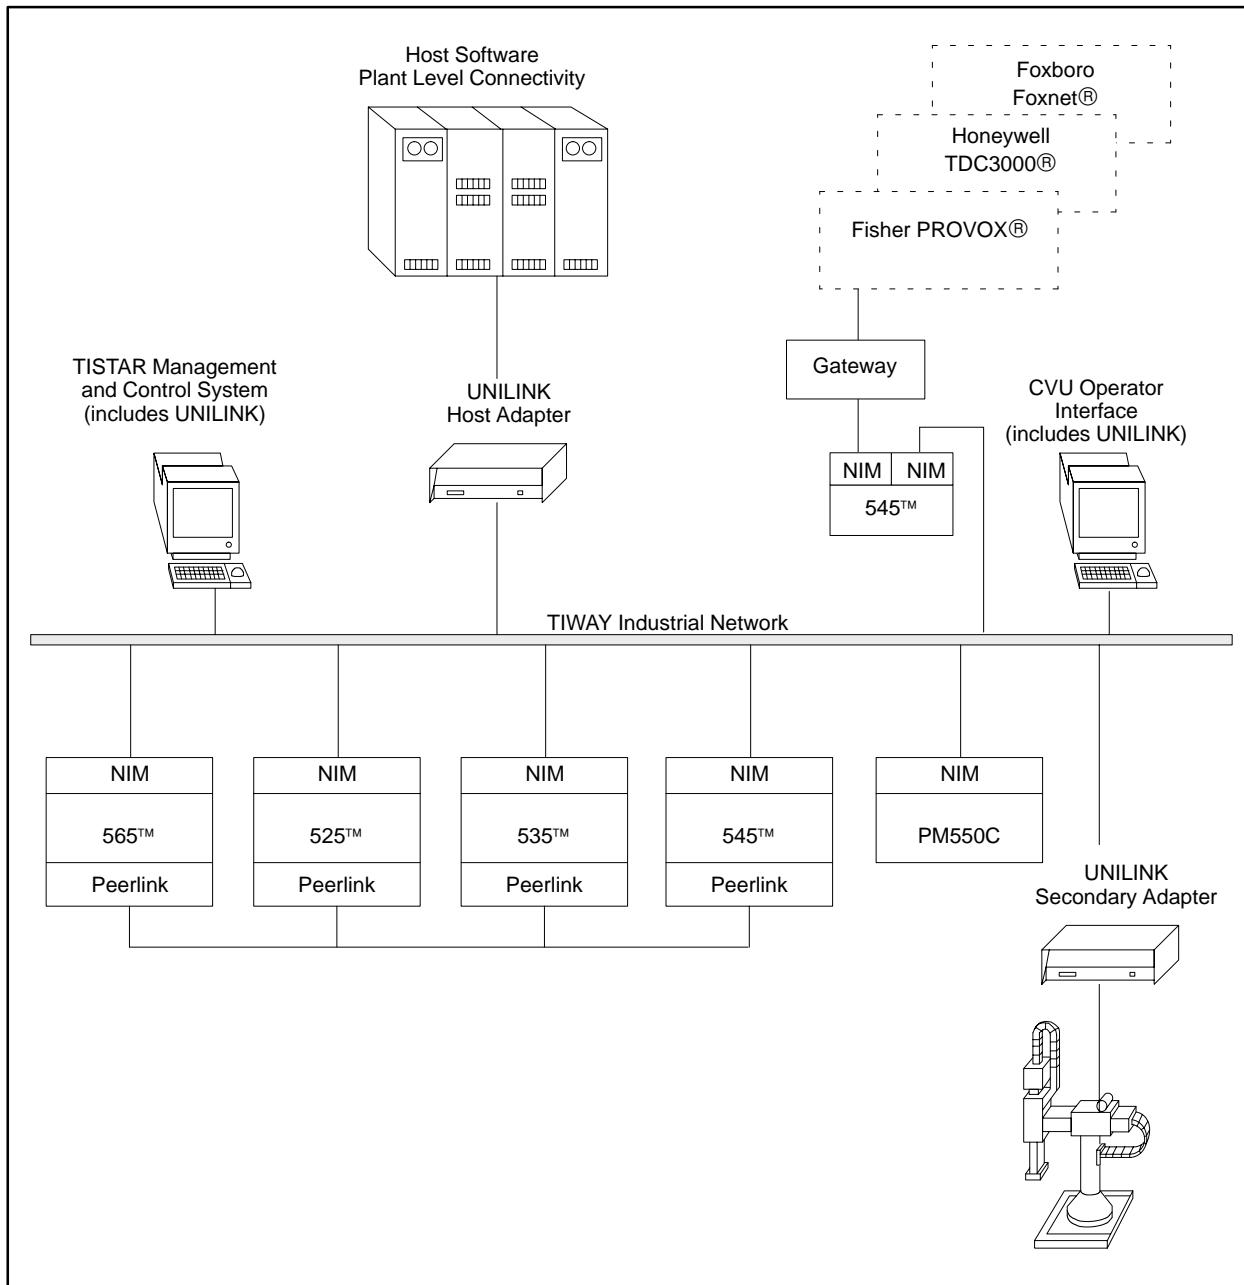 Host Software
Plant Level Connectivity
Foxboro
Foxnet®
Honeywell
TDC3000®
Fisher PROVOX®
TISTAR Management
and Control System
(includes UNILINK)
UNILINK
Host Adapter
Gateway
CVU Operator
Interface
(includes UNILINK)
NIM
NIM
545™
TIWAY Industrial Network
NIM
NIM
NIM
NIM
NIM
565™
525™
535™
545™
PM550C
Peerlink
Peerlink
Peerlink
Peerlink
UNILINK
Secondary Adapter